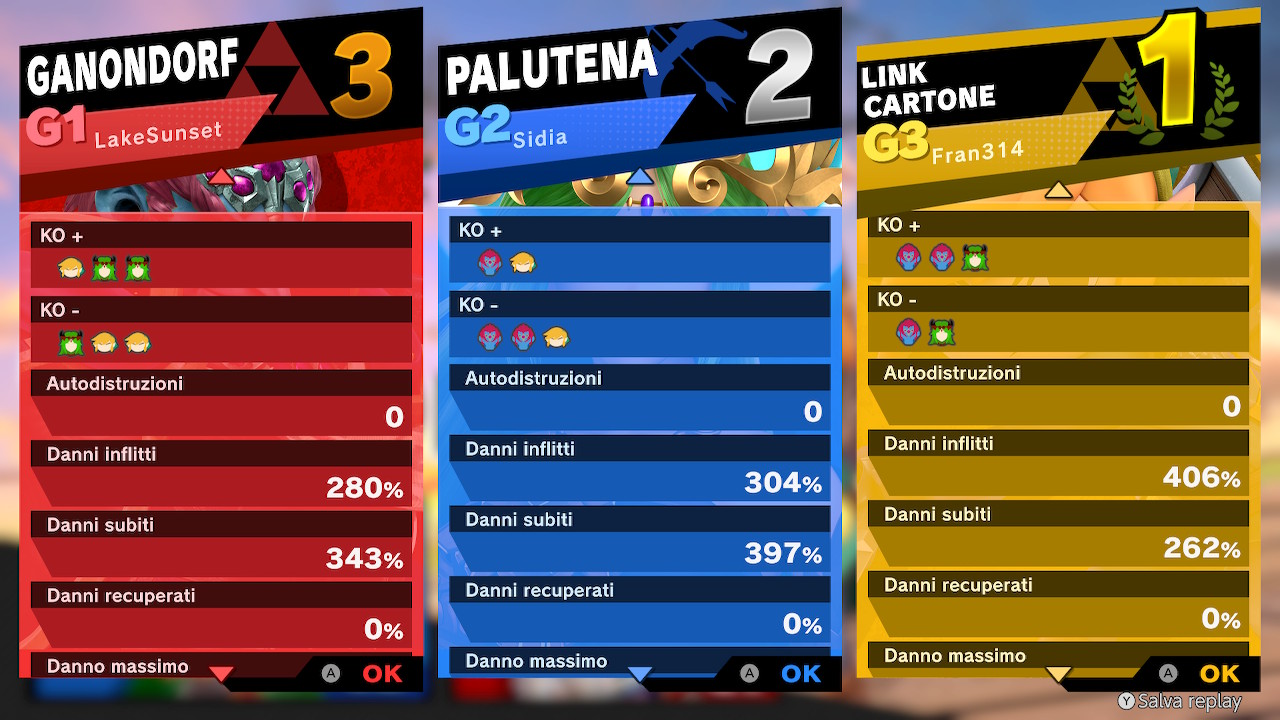 GANONDORF
3
G1 LakeSunset
KO +
KO -
Autodistruzioni
0
Danni inflitti
280%
Danni subiti
343%
Danni recuperati
0%
Danno massimo
A OK
PALUTENA
2
G2 Sidia
KO +
KO -
Autodistruzioni
0
Danni inflitti
304%
Danni subiti
397%
Danni recuperati
0%
Danno massimo
A OK
LINK
CARTONE
1
G3 Fran314
KO +
KO -
Autodistruzioni
0
Danni inflitti
406%
Danni subiti
262%
Danni recuperati
0%
Danno massimo
A OK
Y Salva replay